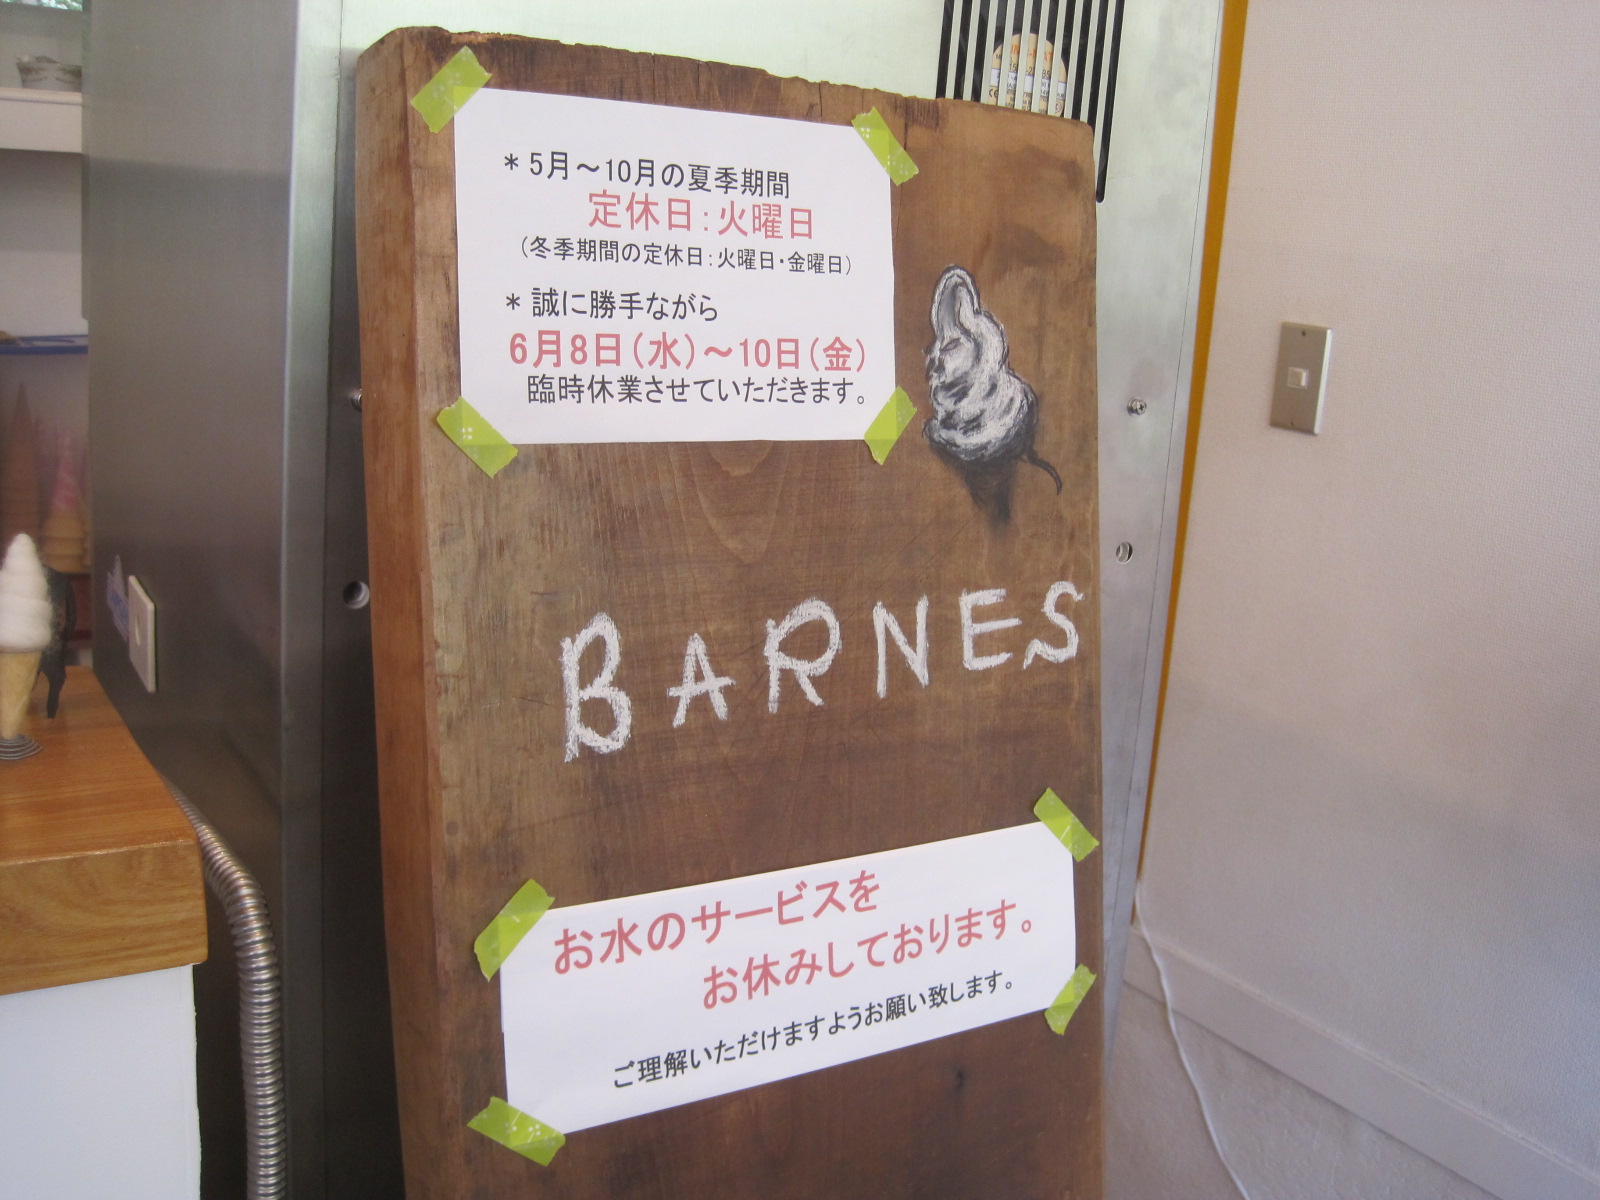 ＊5月～10月の夏季期間
定休日：火曜日
（冬季期間の定休日：火曜日・金曜日）
＊誠に勝手ながら
6月8日（水）～10日（金）
臨時休業させていただきます。
BARNES
お水のサービスを
お休みしております。
ご理解いただけますようお願い致します。